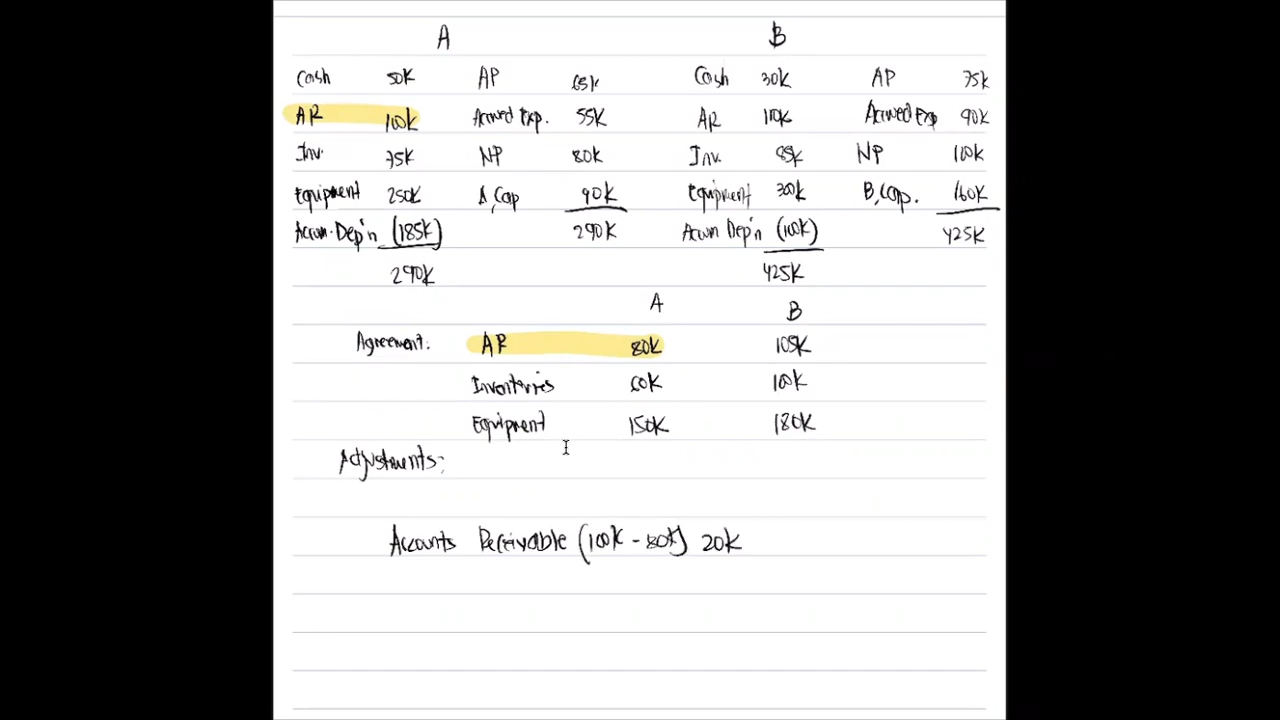 A B
Cash 50K AP 65K Cash 30K AP 75K
AR 100K Accrued Exp. 55K AR 110K Accrued Exp 90K
Inv. 75K NP 80K Inv. 85K NP 100K
Equipment 250K A, Cap 90K Equipment 300K B, Cap. 160K
Accum. Dep'n (185K) 290K Accum Dep'n (100K) 425K
290K 425K
A B
Agreement: AR 80K 105K
Inventories 60K 100K
Equipment 150K 180K
Adjustments:
Accounts Receivable (100K - 80K) 20K